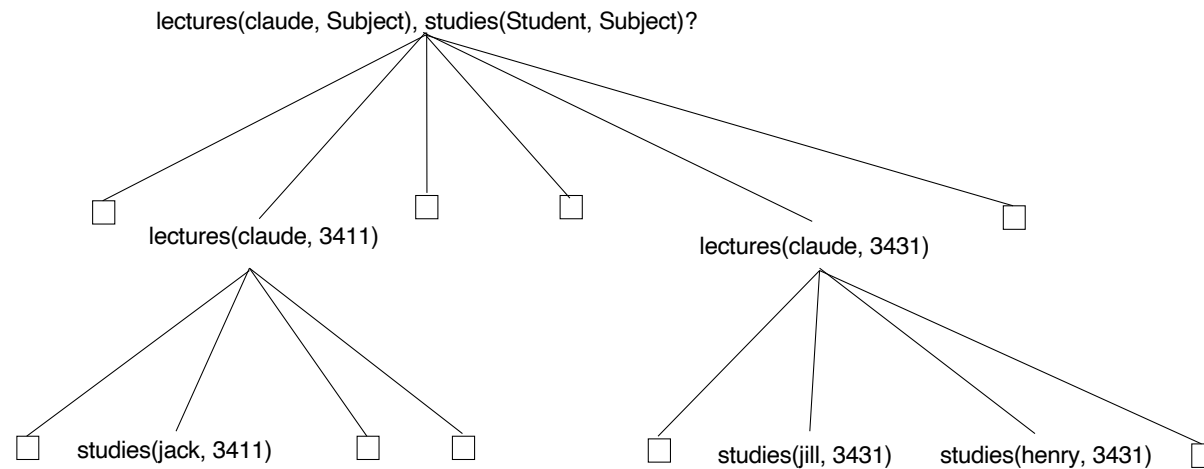 lectures(claude, Subject), studies(Student, Subject)?
lectures(claude, 3411)
lectures(claude, 3431)
studies(jack, 3411)
studies(jill, 3431)
studies(henry, 3431)